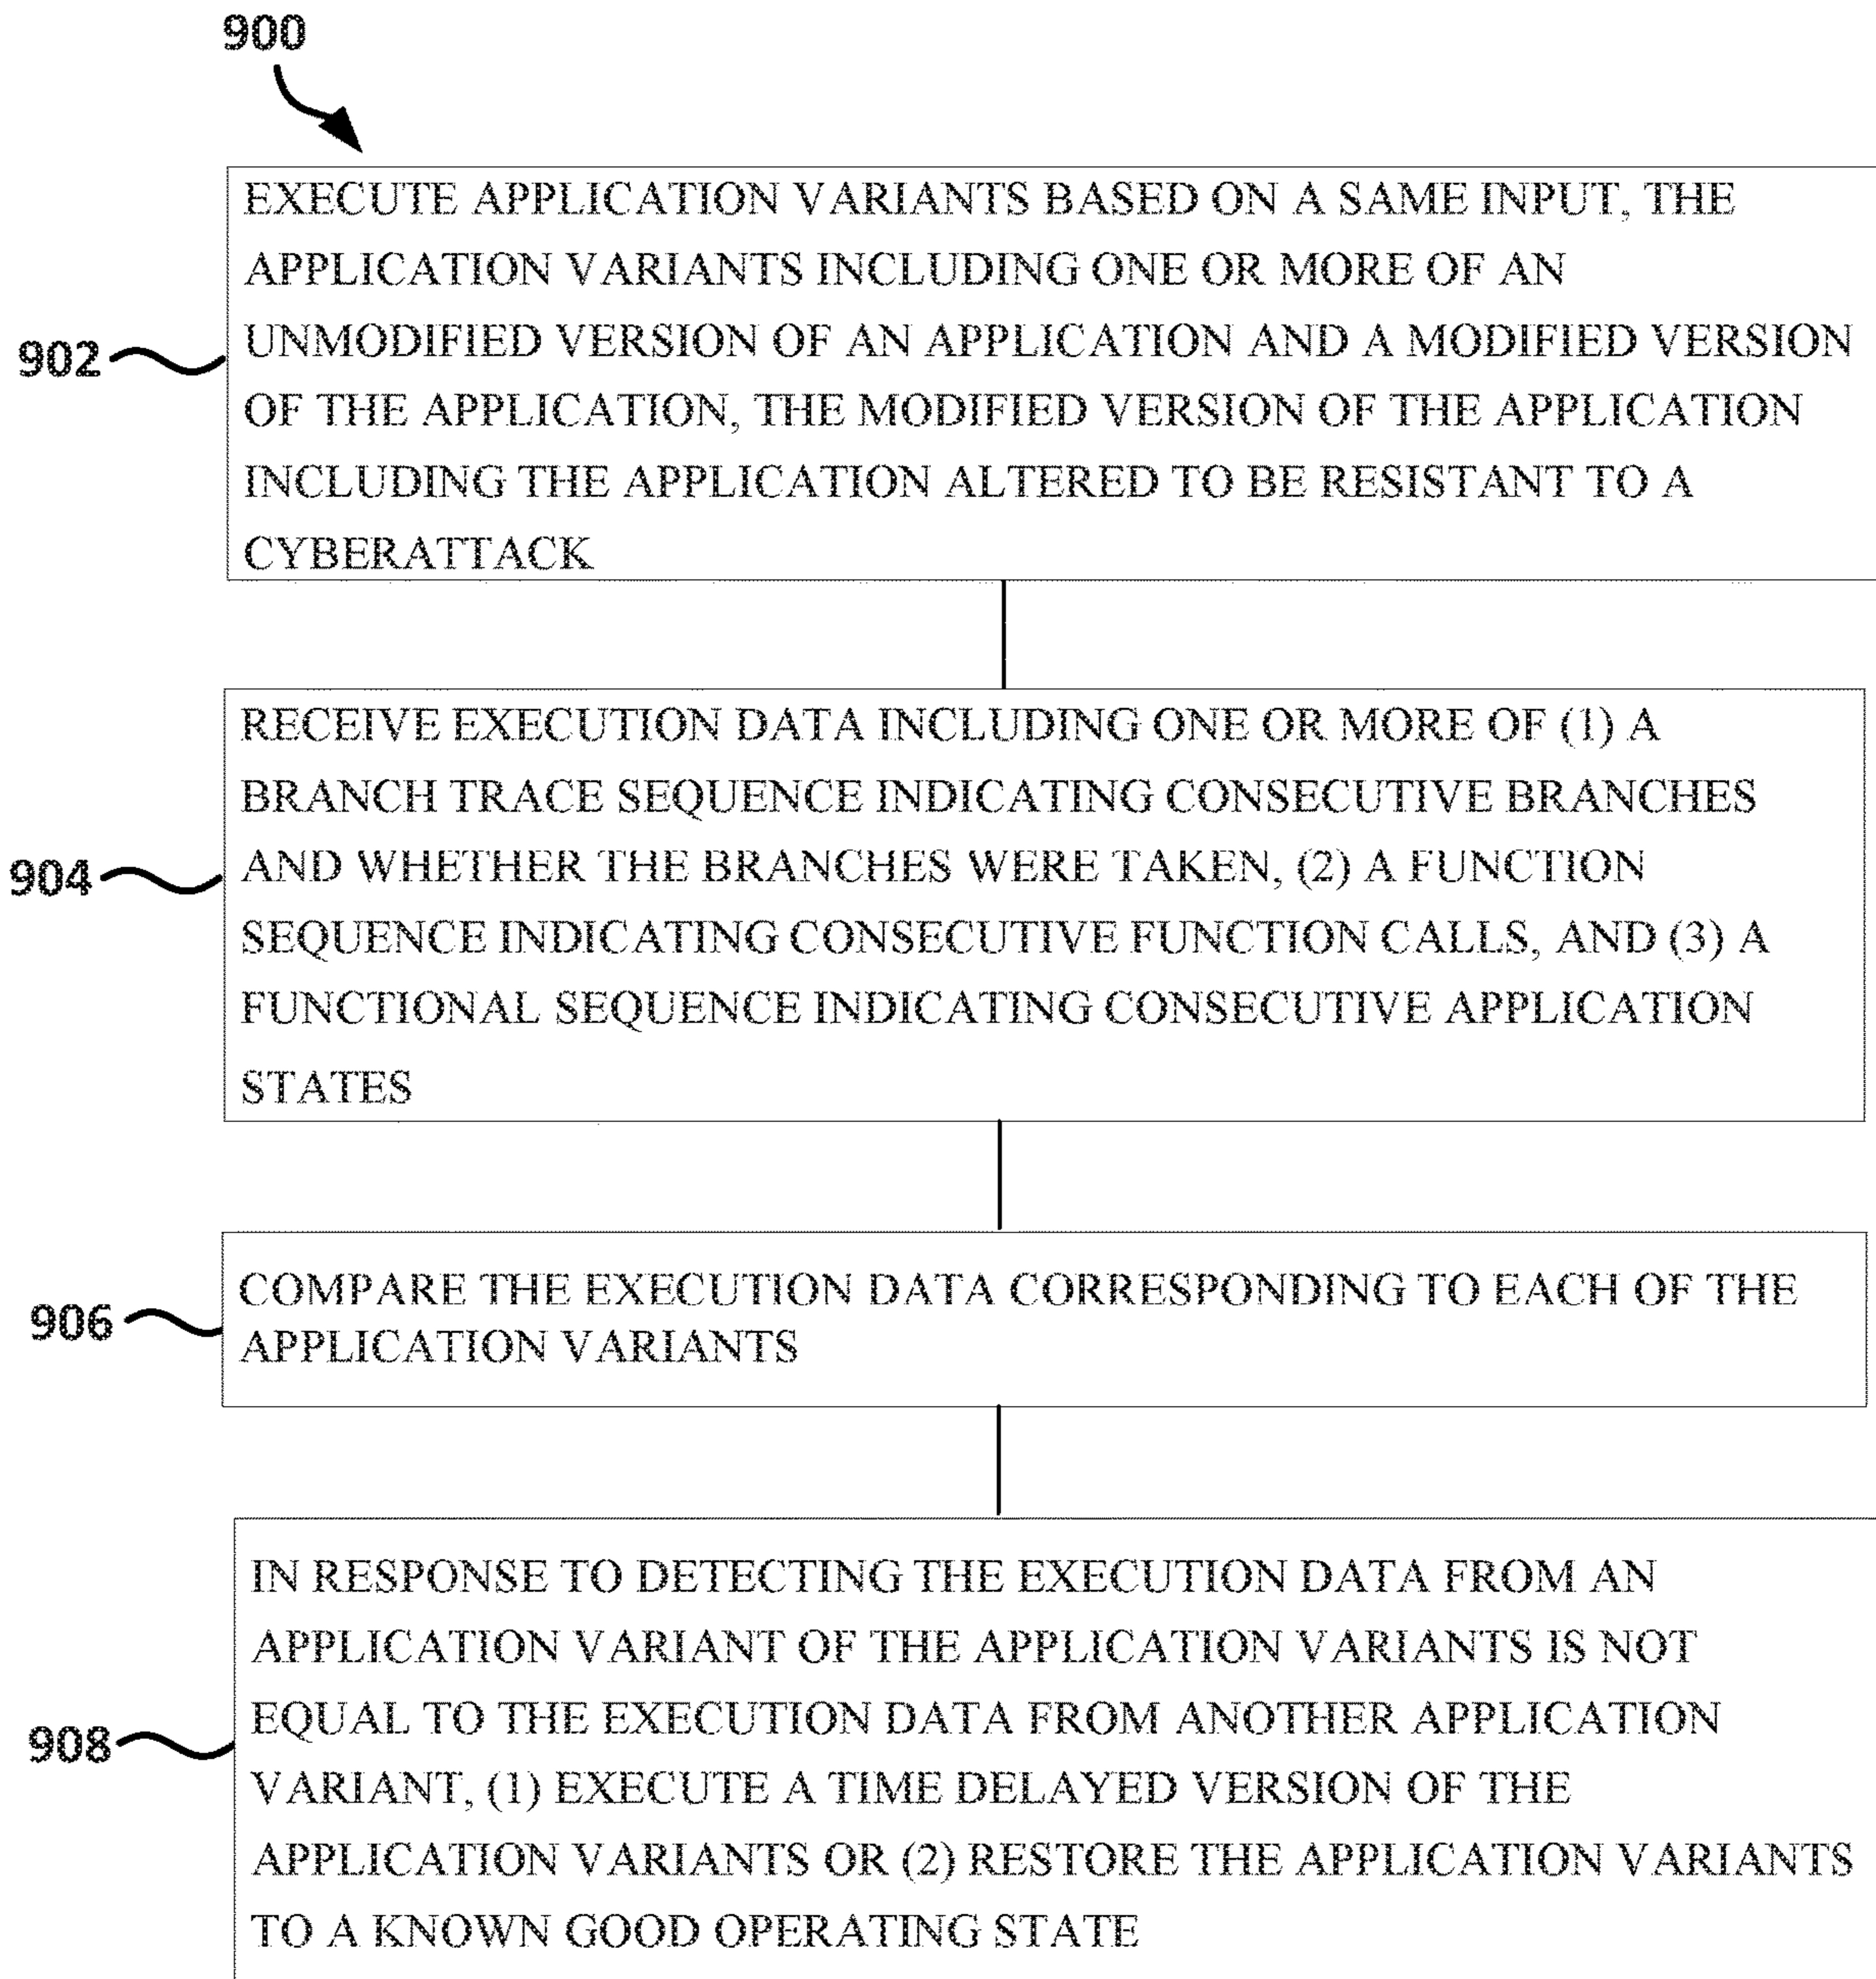 900
EXECUTE APPLICATION VARIANTS BASED ON A SAME INPUT, THE
APPLICATION VARIANTS INCLUDING ONE OR MORE OF AN
UNMODIFIED VERSION OF AN APPLICATION AND A MODIFIED VERSION
OF THE APPLICATION, THE MODIFIED VERSION OF THE APPLICATION
INCLUDING THE APPLICATION ALTERED TO BE RESISTANT TO A
CYBERATTACK
902
RECEIVE EXECUTION DATA INCLUDING ONE OR MORE OF (1) A
BRANCH TRACE SEQUENCE INDICATING CONSECUTIVE BRANCHES
AND WHETHER THE BRANCHES WERE TAKEN, (2) A FUNCTION
SEQUENCE INDICATING CONSECUTIVE FUNCTION CALLS, AND (3) A
FUNCTIONAL SEQUENCE INDICATING CONSECUTIVE APPLICATION
STATES
904
COMPARE THE EXECUTION DATA CORRESPONDING TO EACH OF THE
APPLICATION VARIANTS
906
IN RESPONSE TO DETECTING THE EXECUTION DATA FROM AN
APPLICATION VARIANT OF THE APPLICATION VARIANTS IS NOT
EQUAL TO THE EXECUTION DATA FROM ANOTHER APPLICATION
VARIANT, (1) EXECUTE A TIME DELAYED VERSION OF THE
APPLICATION VARIANTS OR (2) RESTORE THE APPLICATION VARIANTS
TO A KNOWN GOOD OPERATING STATE
908